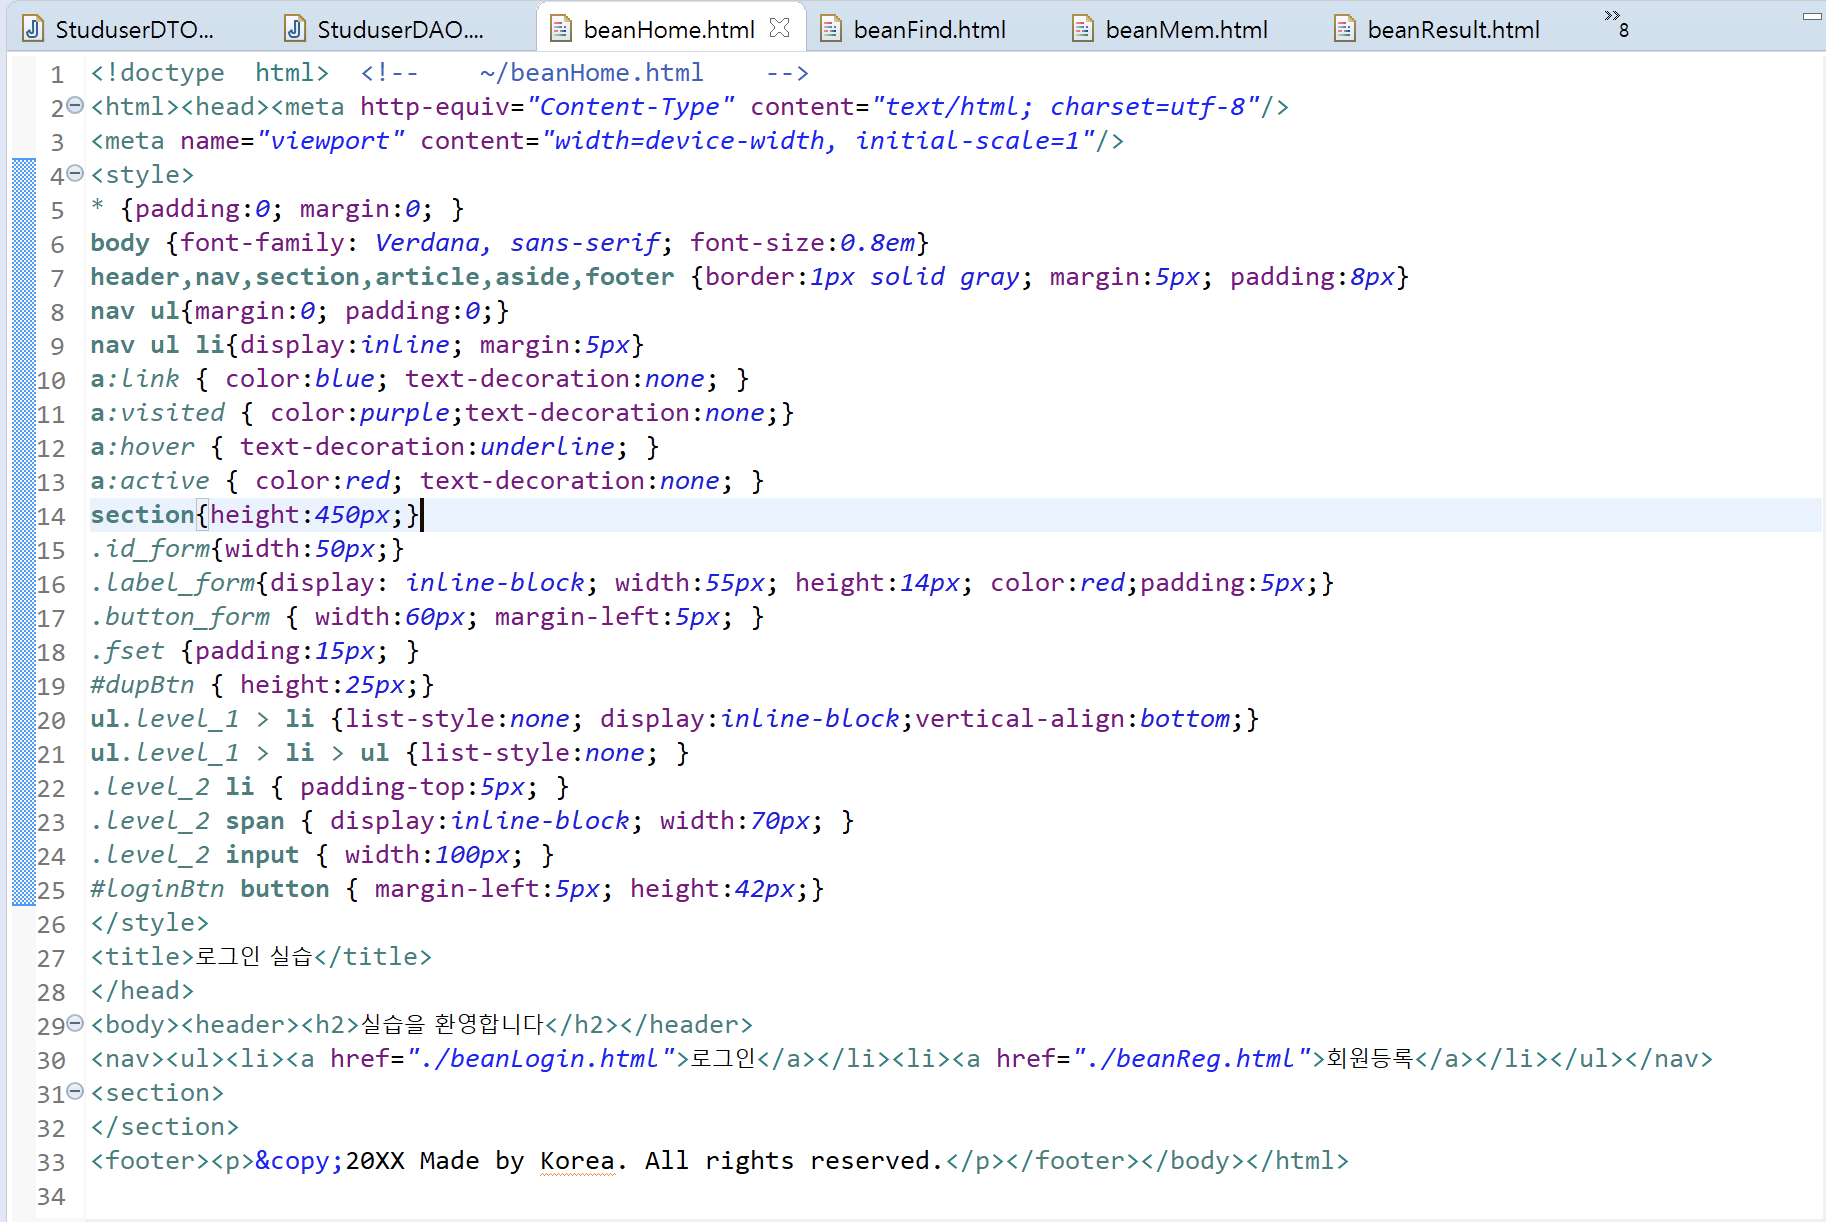 StuduserDTO...  StuduserDAO....  beanHome.html  beanFind.html  beanMem.html  beanResult.html  »8
1 <!doctype  html>  <!--    ~/beanHome.html    -->
2 <html><head><meta http-equiv="Content-Type" content="text/html; charset=utf-8"/>
3 <meta name="viewport" content="width=device-width, initial-scale=1"/>
4 <style>
5 * {padding:0; margin:0; }
6 body {font-family: Verdana, sans-serif; font-size:0.8em}
7 header,nav,section,article,aside,footer {border:1px solid gray; margin:5px; padding:8px}
8 nav ul{margin:0; padding:0;}
9 nav ul li{display:inline; margin:5px}
10 a:link { color:blue; text-decoration:none; }
11 a:visited { color:purple;text-decoration:none;}
12 a:hover { text-decoration:underline; }
13 a:active { color:red; text-decoration:none; }
14 section{height:450px;}
15 .id_form{width:50px;}
16 .label_form{display: inline-block; width:55px; height:14px; color:red;padding:5px;}
17 .button_form { width:60px; margin-left:5px; }
18 .fset {padding:15px; }
19 #dupBtn { height:25px;}
20 ul.level_1 > li {list-style:none; display:inline-block;vertical-align:bottom;}
21 ul.level_1 > li > ul {list-style:none; }
22 .level_2 li { padding-top:5px; }
23 .level_2 span { display:inline-block; width:70px; }
24 .level_2 input { width:100px; }
25 #loginBtn button { margin-left:5px; height:42px;}
26 </style>
27 <title>로그인 실습</title>
28 </head>
29 <body><header><h2>실습을 환영합니다</h2></header>
30 <nav><ul><li><a href="./beanLogin.html">로그인</a></li><li><a href="./beanReg.html">회원등록</a></li></ul></nav>
31 <section>
32 </section>
33 <footer><p>&copy;20XX Made by Korea. All rights reserved.</p></footer></body></html>
34